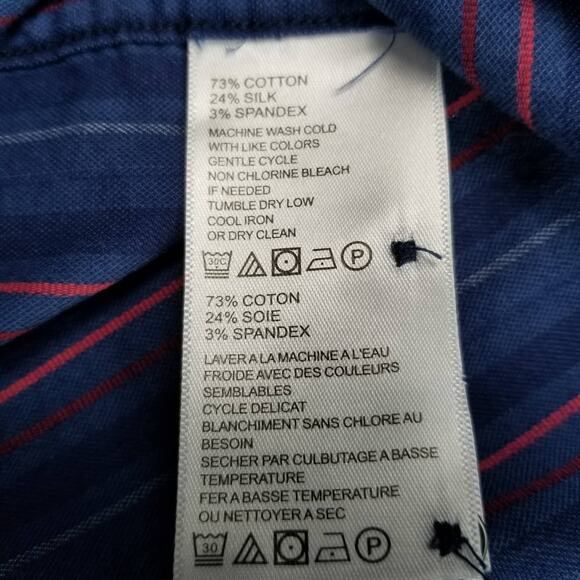 73% COTTON
24% SILK
3% SPANDEX
MACHINE WASH COLD
WITH LIKE COLORS
GENTLE CYCLE
NON CHLORINE BLEACH
IF NEEDED
TUMBLE DRY LOW
COOL IRON
OR DRY CLEAN
30C P
73% COTON
24% SOIE
3% SPANDEX
LAVER A LA MACHINE A L'EAU
FROIDE AVEC DES COULEURS
SEMBLABLES
CYCLE DELICAT
BLANCHIMENT SANS CHLORE AU
BESOIN
SECHER PAR CULBUTAGE A BASSE
TEMPERATURE
FER A BASSE TEMPERATURE
OU NETTOYER A SEC
30 P